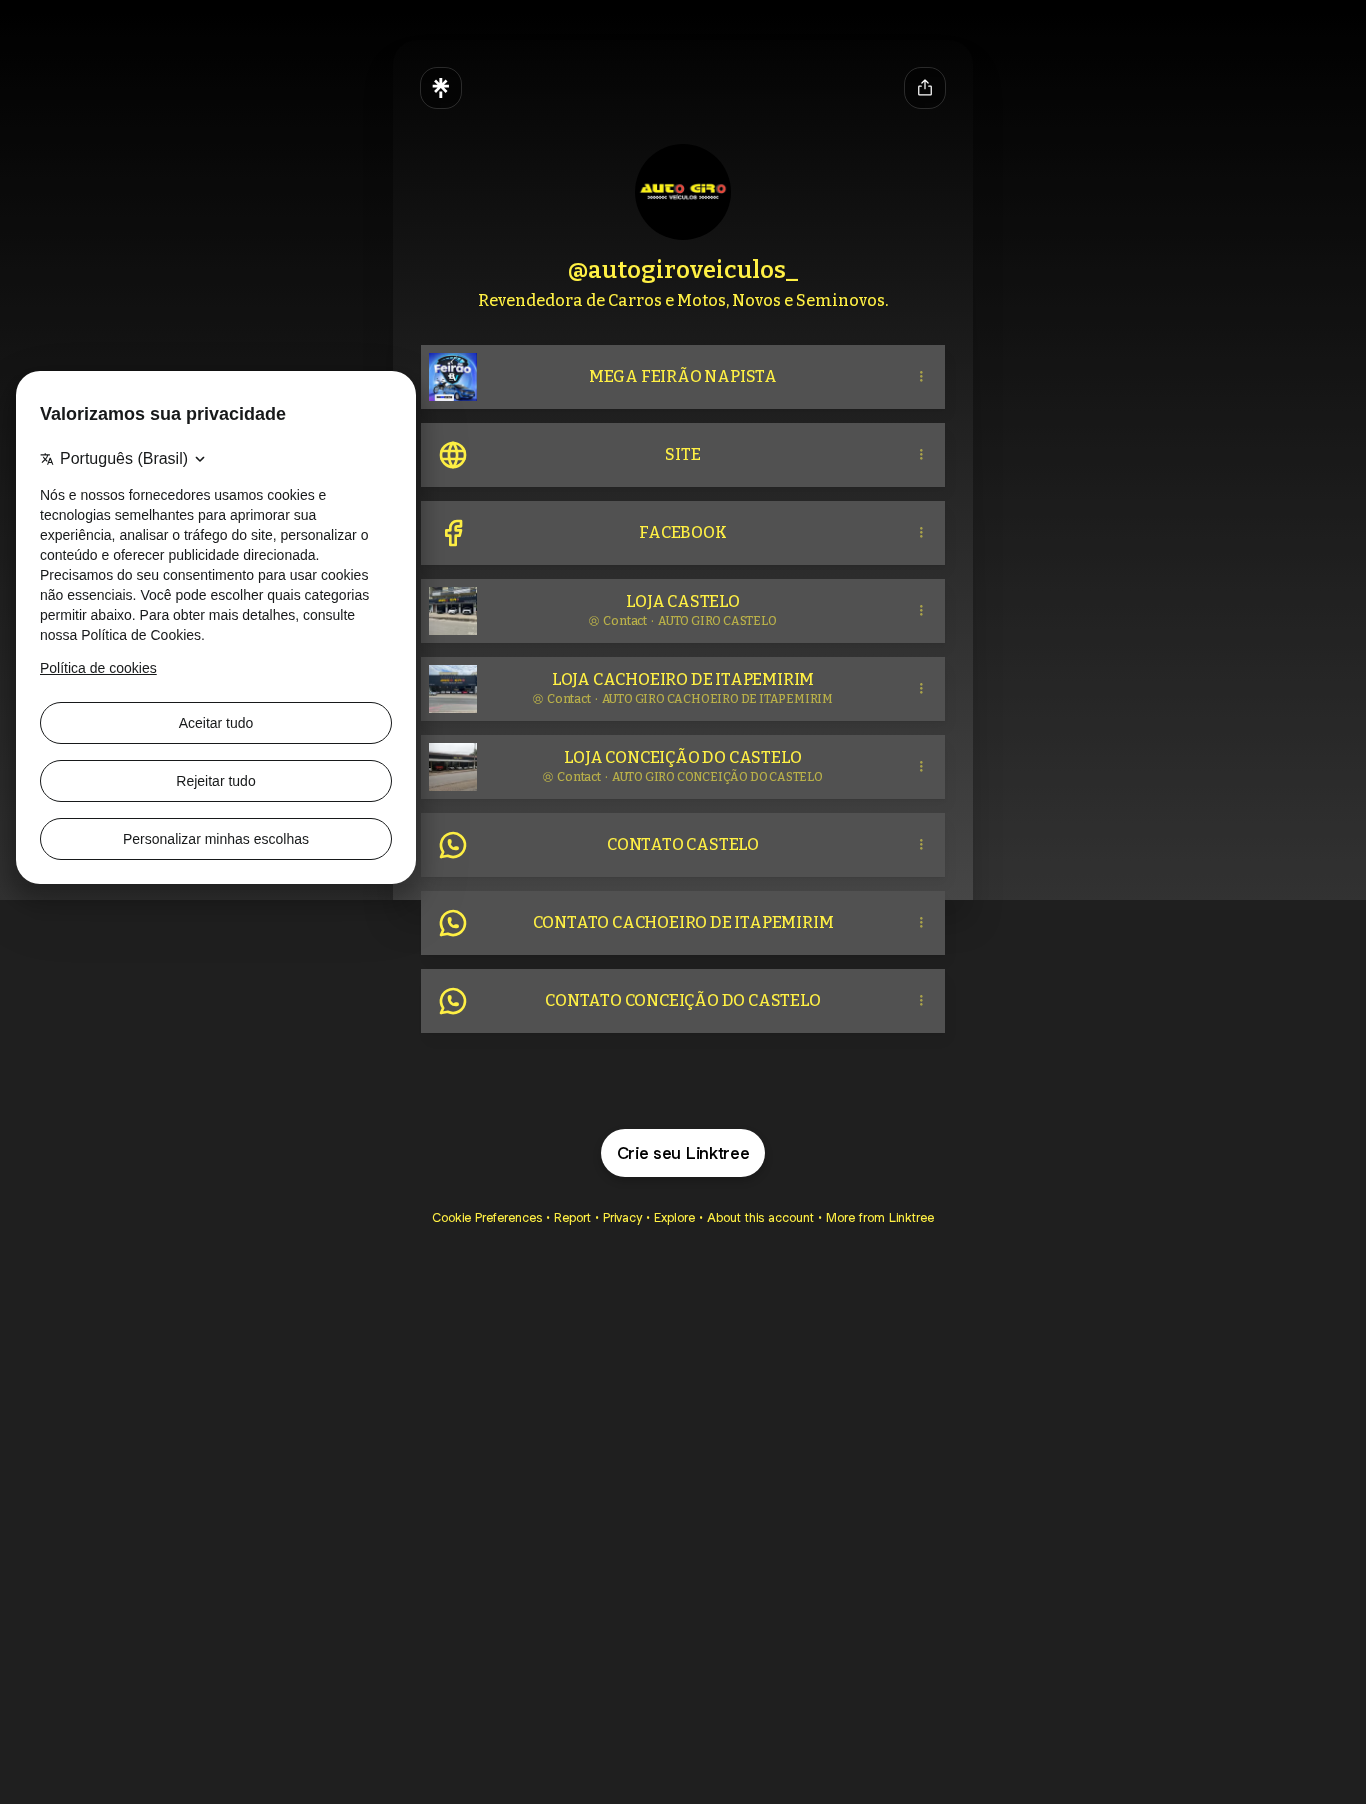 AUTO GIRO
VEÍCULOS
@autogiroveiculos_
Revendedora de Carros e Motos, Novos e Seminovos.
Feirão
MEGA FEIRÃO NAPISTA
SITE
FACEBOOK
LOJA CASTELO
Contact · AUTO GIRO CASTELO
LOJA CACHOEIRO DE ITAPEMIRIM
Contact · AUTO GIRO CACHOEIRO DE ITAPEMIRIM
LOJA CONCEIÇÃO DO CASTELO
Contact · AUTO GIRO CONCEIÇÃO DO CASTELO
CONTATO CASTELO
CONTATO CACHOEIRO DE ITAPEMIRIM
CONTATO CONCEIÇÃO DO CASTELO
Valorizamos sua privacidade
Português (Brasil)
Nós e nossos fornecedores usamos cookies e
tecnologias semelhantes para aprimorar sua
experiência, analisar o tráfego do site, personalizar o
conteúdo e oferecer publicidade direcionada.
Precisamos do seu consentimento para usar cookies
não essenciais. Você pode escolher quais categorias
permitir abaixo. Para obter mais detalhes, consulte
nossa Política de Cookies.
Política de cookies
Aceitar tudo
Rejeitar tudo
Personalizar minhas escolhas
Crie seu Linktree
Cookie Preferences • Report • Privacy • Explore • About this account • More from Linktree